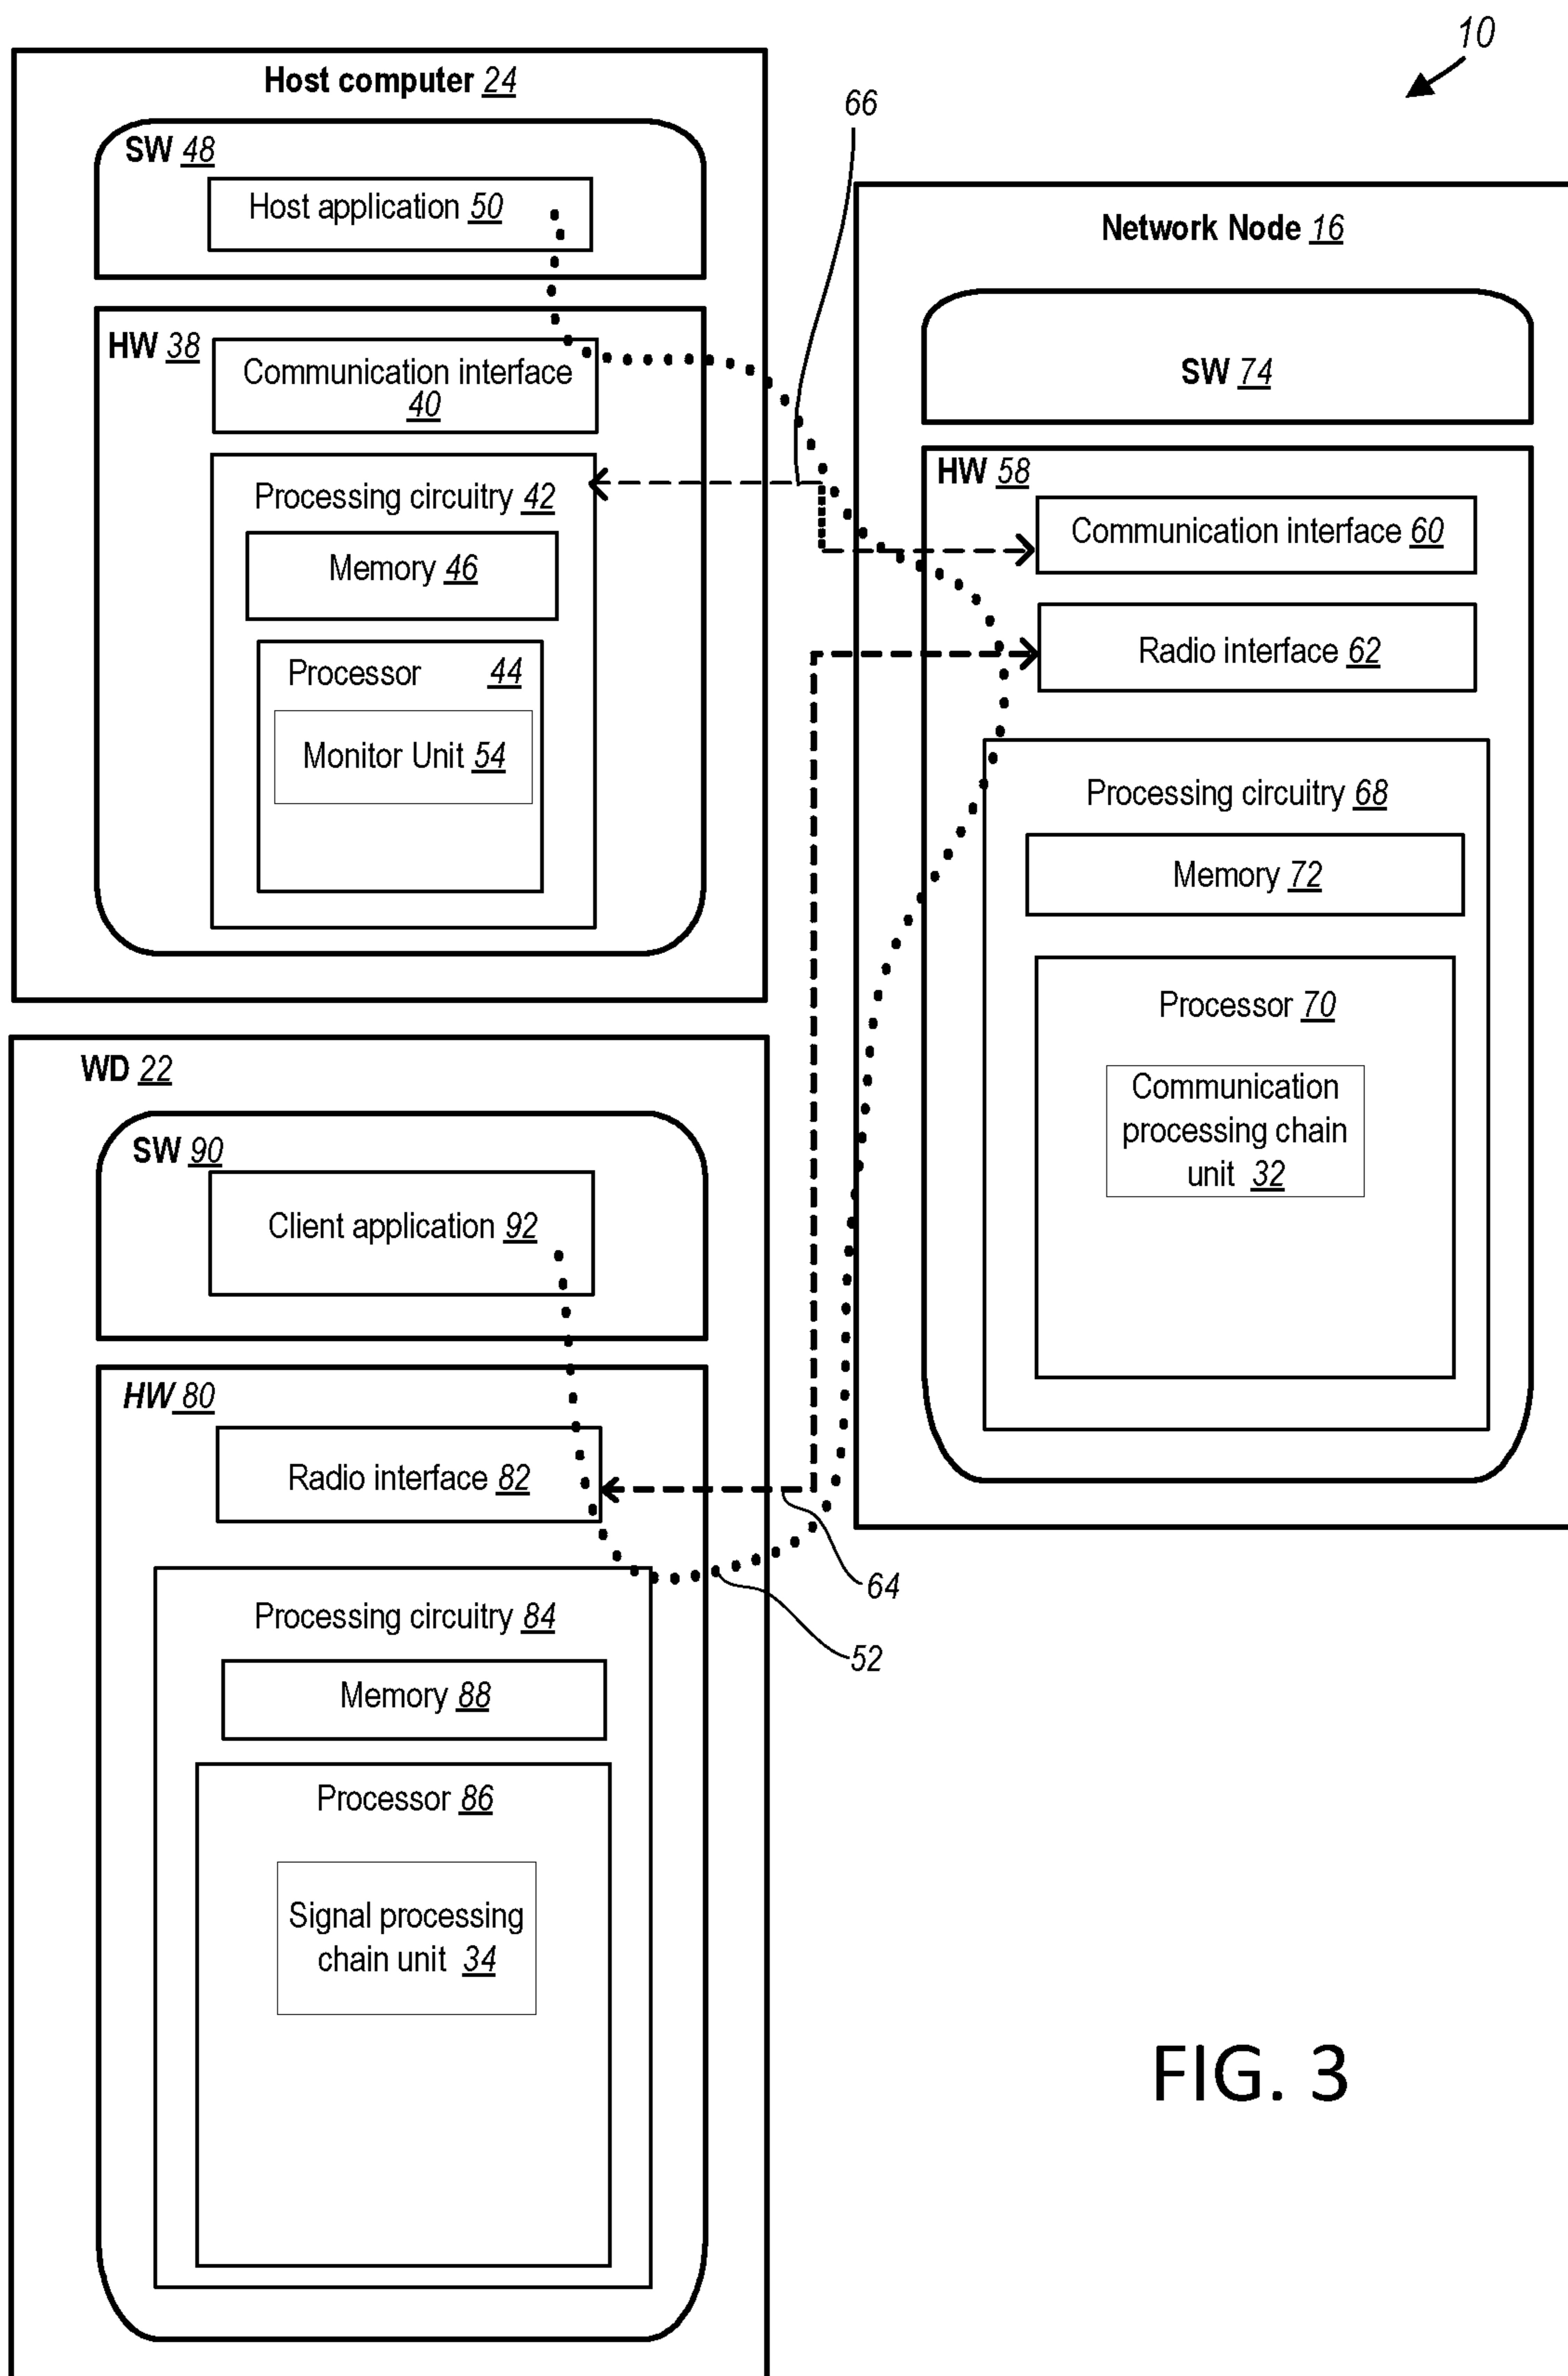 10
Host computer 24
SW 48
Host application 50
HW 38
Communication interface
40
Processing circuitry 42
Memory 46
Processor 44
Monitor Unit 54
66
Network Node 16
SW 74
HW 58
Communication interface 60
Radio interface 62
Processing circuitry 68
Memory 72
Processor 70
Communication
processing chain
unit 32
WD 22
SW 90
Client application 92
HW 80
Radio interface 82
64
52
Processing circuitry 84
Memory 88
Processor 86
Signal processing
chain unit 34
FIG. 3